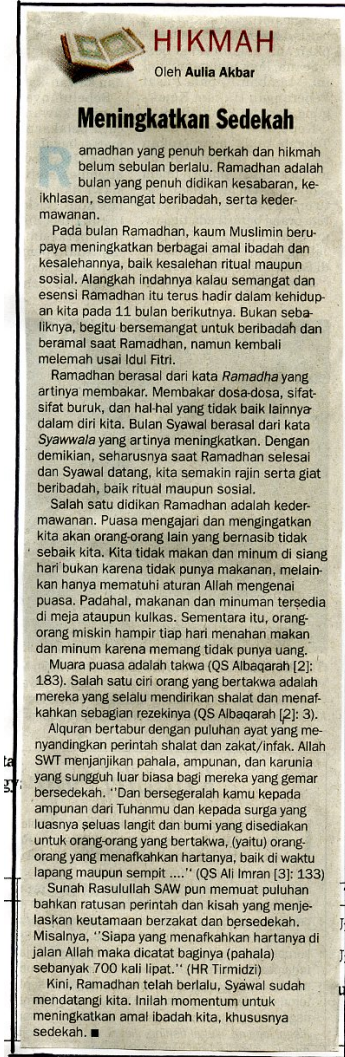 HIKMAH
Oleh Aulia Akbar
Meningkatkan Sedekah
Ramadhan yang penuh berkah dan hikmah
belum sebulan berlalu. Ramadhan adalah
bulan yang penuh didikan kesabaran, ke-
ikhlasan, semangat beribadah, serta keder-
mawanan.
Pada bulan Ramadhan, kaum Muslimin beru-
paya meningkatkan berbagai amal ibadah dan
kesalehannya, baik kesalehan ritual maupun
sosial. Alangkah indahnya kalau semangat dan
esensi Ramadhan itu terus hadir dalam kehidup-
an kita pada 11 bulan berikutnya. Bukan seba-
liknya, begitu bersemangat untuk beribadah dan
beramal saat Ramadhan, namun kembali
melemah usai Idul Fitri.
Ramadhan berasal dari kata Ramadha yang
artinya membakar. Membakar dosa-dosa, sifat-
sifat buruk, dan hal-hal yang tidak baik lainnya
dalam diri kita. Bulan Syawal berasal dari kata
Syawwala yang artinya meningkatkan. Dengan
demikian, seharusnya saat Ramadhan selesai
dan Syawal datang, kita semakin rajin serta giat
beribadah, baik ritual maupun sosial.
Salah satu didikan Ramadhan adalah keder-
mawanan. Puasa mengajari dan mengingatkan
kita akan orang-orang lain yang bernasib tidak
sebaik kita. Kita tidak makan dan minum di siang
hari bukan karena tidak punya makanan, melain-
kan hanya mematuhi aturan Allah mengenai
puasa. Padahal, makanan dan minuman tersedia
di meja ataupun kulkas. Sementara itu, orang-
orang miskin hampir tiap hari menahan makan
dan minum karena memang tidak punya uang.
Muara puasa adalah takwa (QS Albaqarah [2]:
183). Salah satu ciri orang yang bertakwa adalah
mereka yang selalu mendirikan shalat dan menaf-
kahkan sebagian rezekinya (QS Albaqarah [2]: 3).
Alquran bertabur dengan puluhan ayat yang me-
nyandingkan perintah shalat dan zakat/infak. Allah
SWT menjanjikan pahala, ampunan, dan karunia
yang sungguh luar biasa bagi mereka yang gemar
bersedekah. ''Dan bersegeralah kamu kepada
ampunan dari Tuhanmu dan kepada surga yang
luasnya seluas langit dan bumi yang disediakan
untuk orang-orang yang bertakwa, (yaitu) orang-
orang yang menafkahkan hartanya, baik di waktu
lapang maupun sempit ....'' (QS Ali Imran [3]: 133)
Sunah Rasulullah SAW pun memuat puluhan
bahkan ratusan perintah dan kisah yang menje-
laskan keutamaan berzakat dan bersedekah.
Misalnya, ''Siapa yang menafkahkan hartanya di
jalan Allah maka dicatat baginya (pahala)
sebanyak 700 kali lipat.'' (HR Tirmidzi)
Kini, Ramadhan telah berlalu, Syawal sudah
mendatangi kita. Inilah momentum untuk
meningkatkan amal ibadah kita, khususnya
sedekah. ■